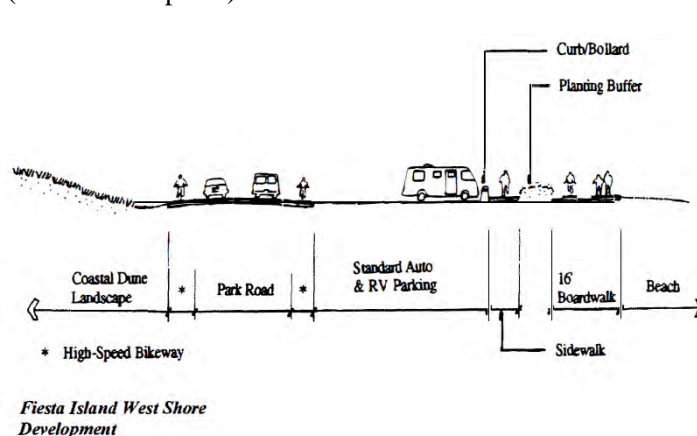 Curb/Bollard
Planting Buffer
Coastal Dune
Landscape
*
Park Road
*
Standard Auto
& RV Parking
16'
Boardwalk
Beach
* High-Speed Bikeway
Sidewalk
Fiesta Island West Shore
Development